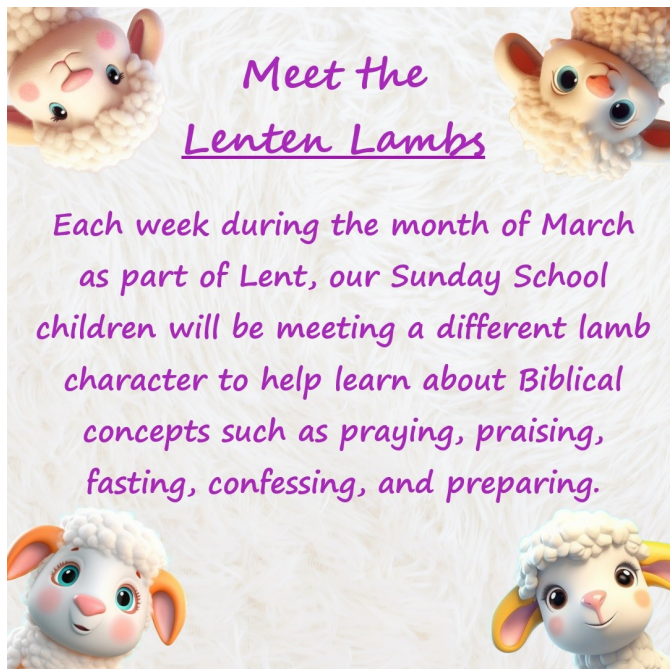 Meet the
Lenten Lambs
Each week during the month of March
as part of Lent, our Sunday School
children will be meeting a different lamb
character to help learn about Biblical
concepts such as praying, praising,
fasting, confessing, and preparing.